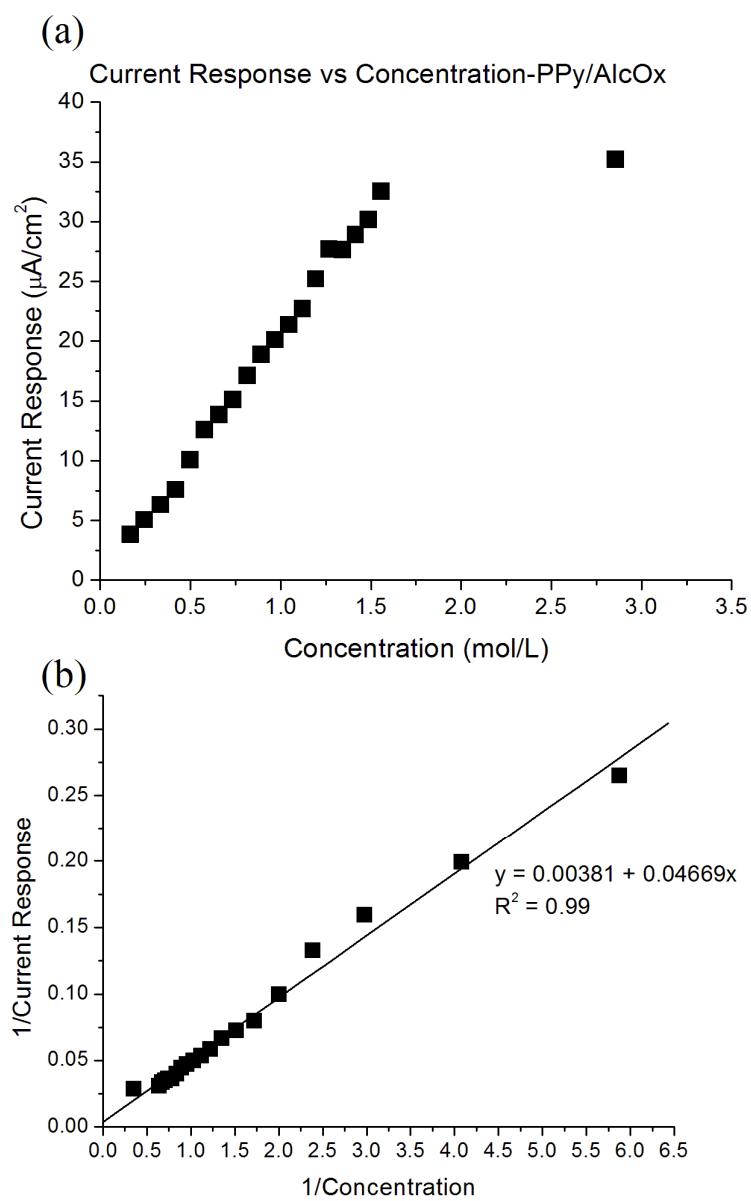 (a)
Current Response vs Concentration-PPy/AlcOx
40
35
30
25
20
15
10
5
0
Current Response (μA/cm²)
0.0 0.5 1.0 1.5 2.0 2.5 3.0 3.5
Concentration (mol/L)
(b)
0.30
0.25
0.20
0.15
0.10
0.05
0.00
1/Current Response
y = 0.00381 + 0.04669x
R² = 0.99
0.0 0.5 1.0 1.5 2.0 2.5 3.0 3.5 4.0 4.5 5.0 5.5 6.0 6.5
1/Concentration